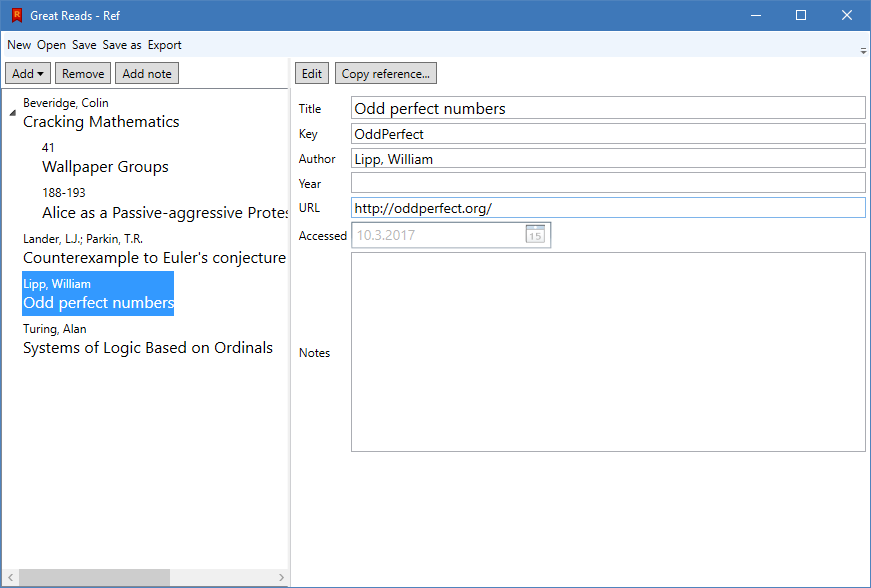 Great Reads - Ref
New Open Save Save as Export
Add Remove Add note
Beveridge, Colin
Cracking Mathematics
41
Wallpaper Groups
188-193
Alice as a Passive-aggressive Protes
Lander, L.J.; Parkin, T.R.
Counterexample to Euler's conjecture
Lipp, William
Odd perfect numbers
Turing, Alan
Systems of Logic Based on Ordinals
Edit Copy reference...
Title Odd perfect numbers
Key OddPerfect
Author Lipp, William
Year
URL http://oddperfect.org/
Accessed 10.3.2017 15
Notes